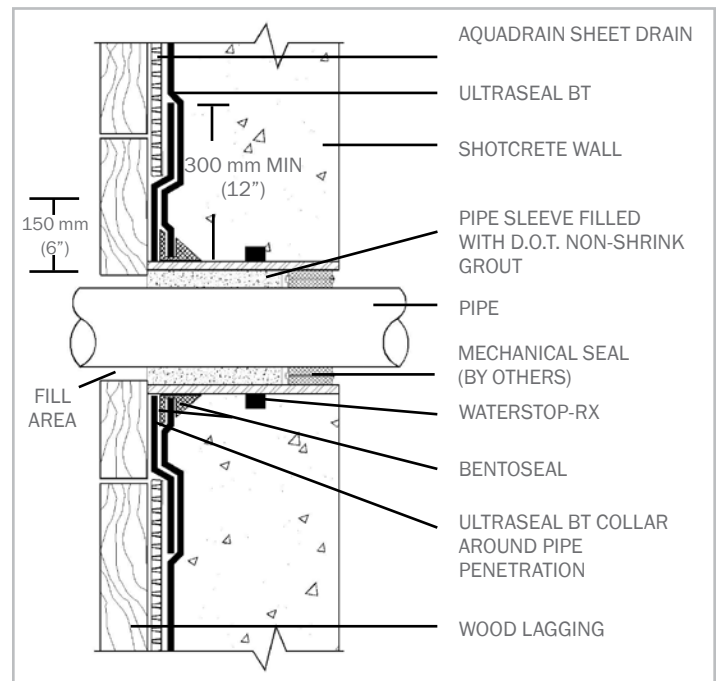 AQUADRAIN SHEET DRAIN
ULTRASEAL BT
SHOTCRETE WALL
300 mm MIN
(12”)
150 mm
(6”)
PIPE SLEEVE FILLED
WITH D.O.T. NON-SHRINK
GROUT
PIPE
MECHANICAL SEAL
(BY OTHERS)
FILL
AREA
WATERSTOP-RX
BENTOSEAL
ULTRASEAL BT COLLAR
AROUND PIPE
PENETRATION
WOOD LAGGING